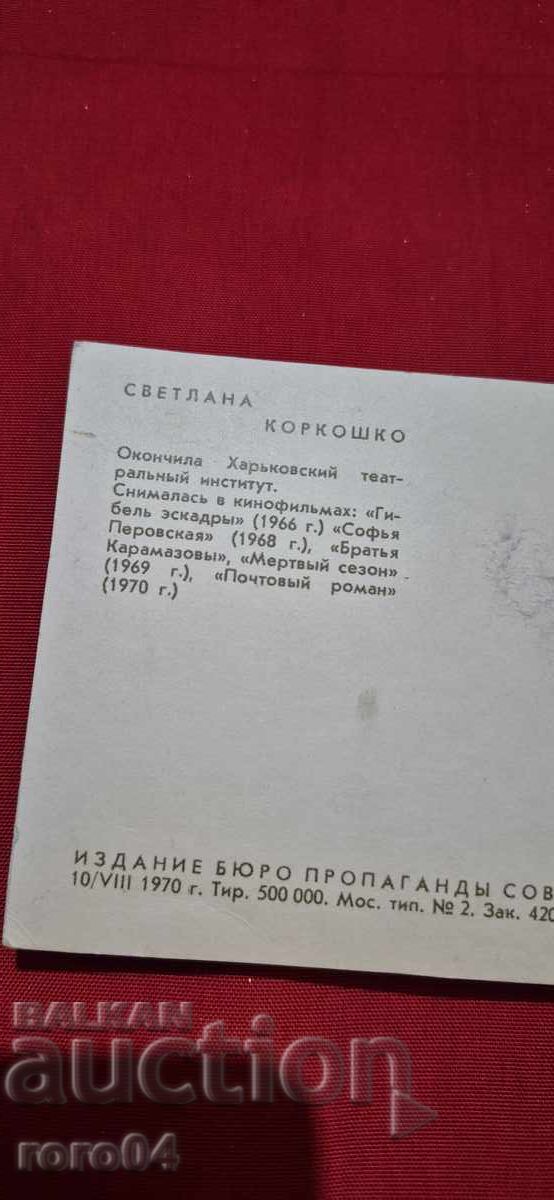 СВЕТЛАНА
КОРКОШКО
Окончила Харьковский теат-
ральный институт.
Снималась в кинофильмах: «Ги-
бель эскадры» (1966 г.) «Софья
Перовская» (1968 г.), «Братья
Карамазовы», «Мертвый сезон»
(1969 г.), «Почтовый роман»
(1970 г.)
ИЗДАНИЕ БЮРО ПРОПАГАНДЫ СОВ
10/VIII 1970 г. Тир. 500 000. Мос. тип. № 2. Зак. 420
BALKAN
auction
roro04